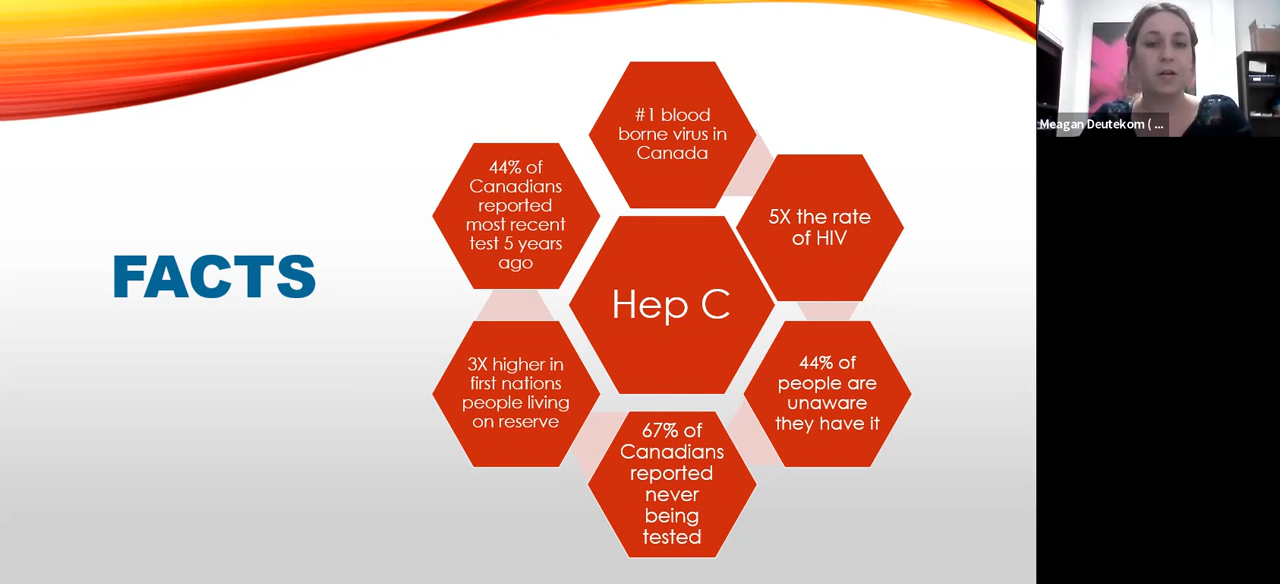 FACTS
Hep C
#1 blood
borne virus in
Canada
5X the rate
of HIV
44% of
people are
unaware
they have it
67% of
Canadians
reported
never
being
tested
3X higher in
first nations
people living
on reserve
44% of
Canadians
reported
most recent
test 5 years
ago
Meagan Deutekom ( ...